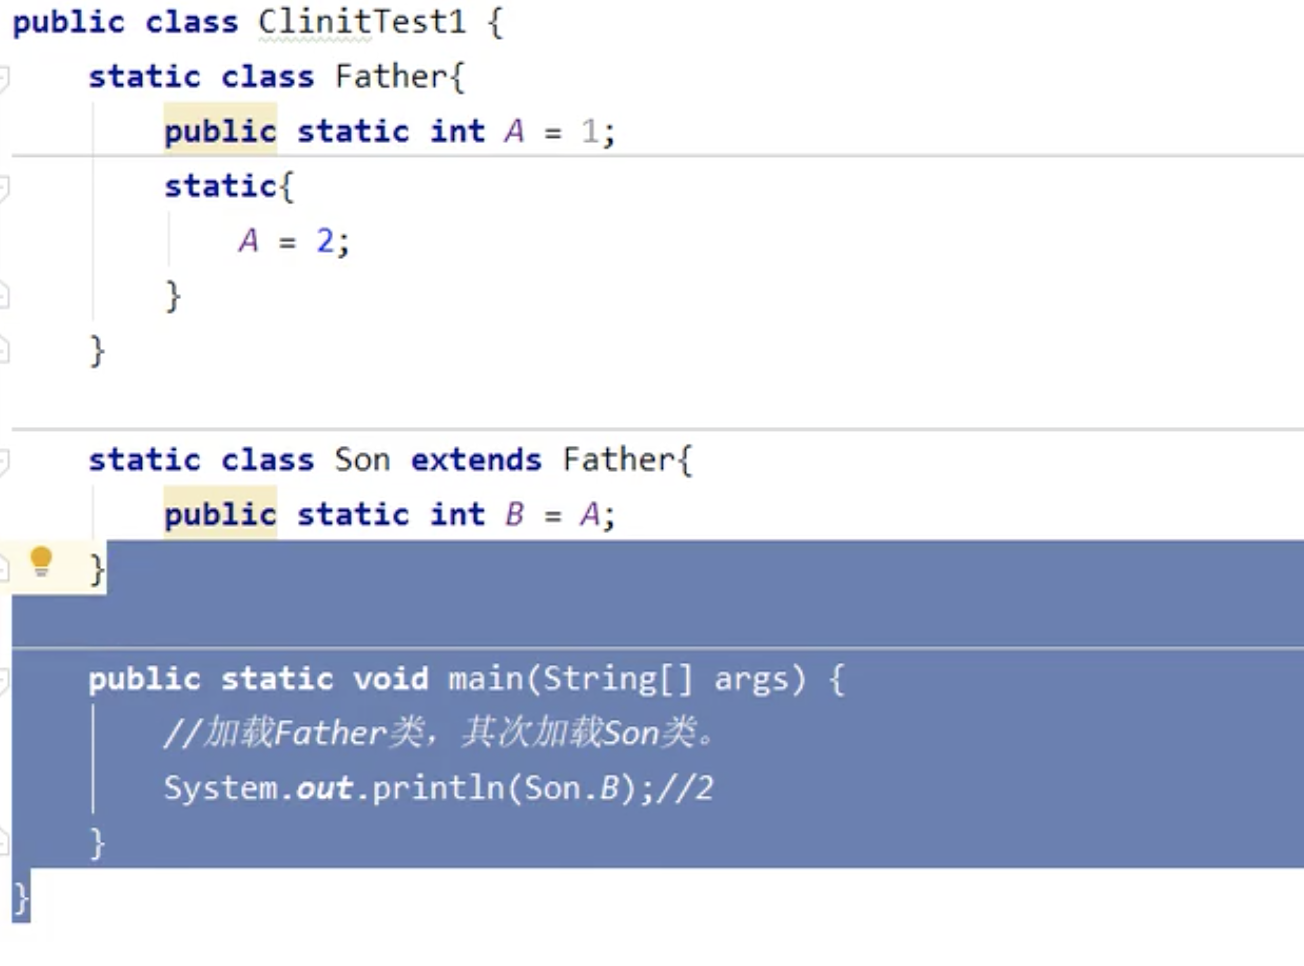 public class ClinitTest1 {
static class Father{
public static int A = 1;
static{
A = 2;
}
}
static class Son extends Father{
public static int B = A;
}
public static void main(String[] args) {
//加载Father类，其次加载Son类。
System.out.println(Son.B);//2
}
}